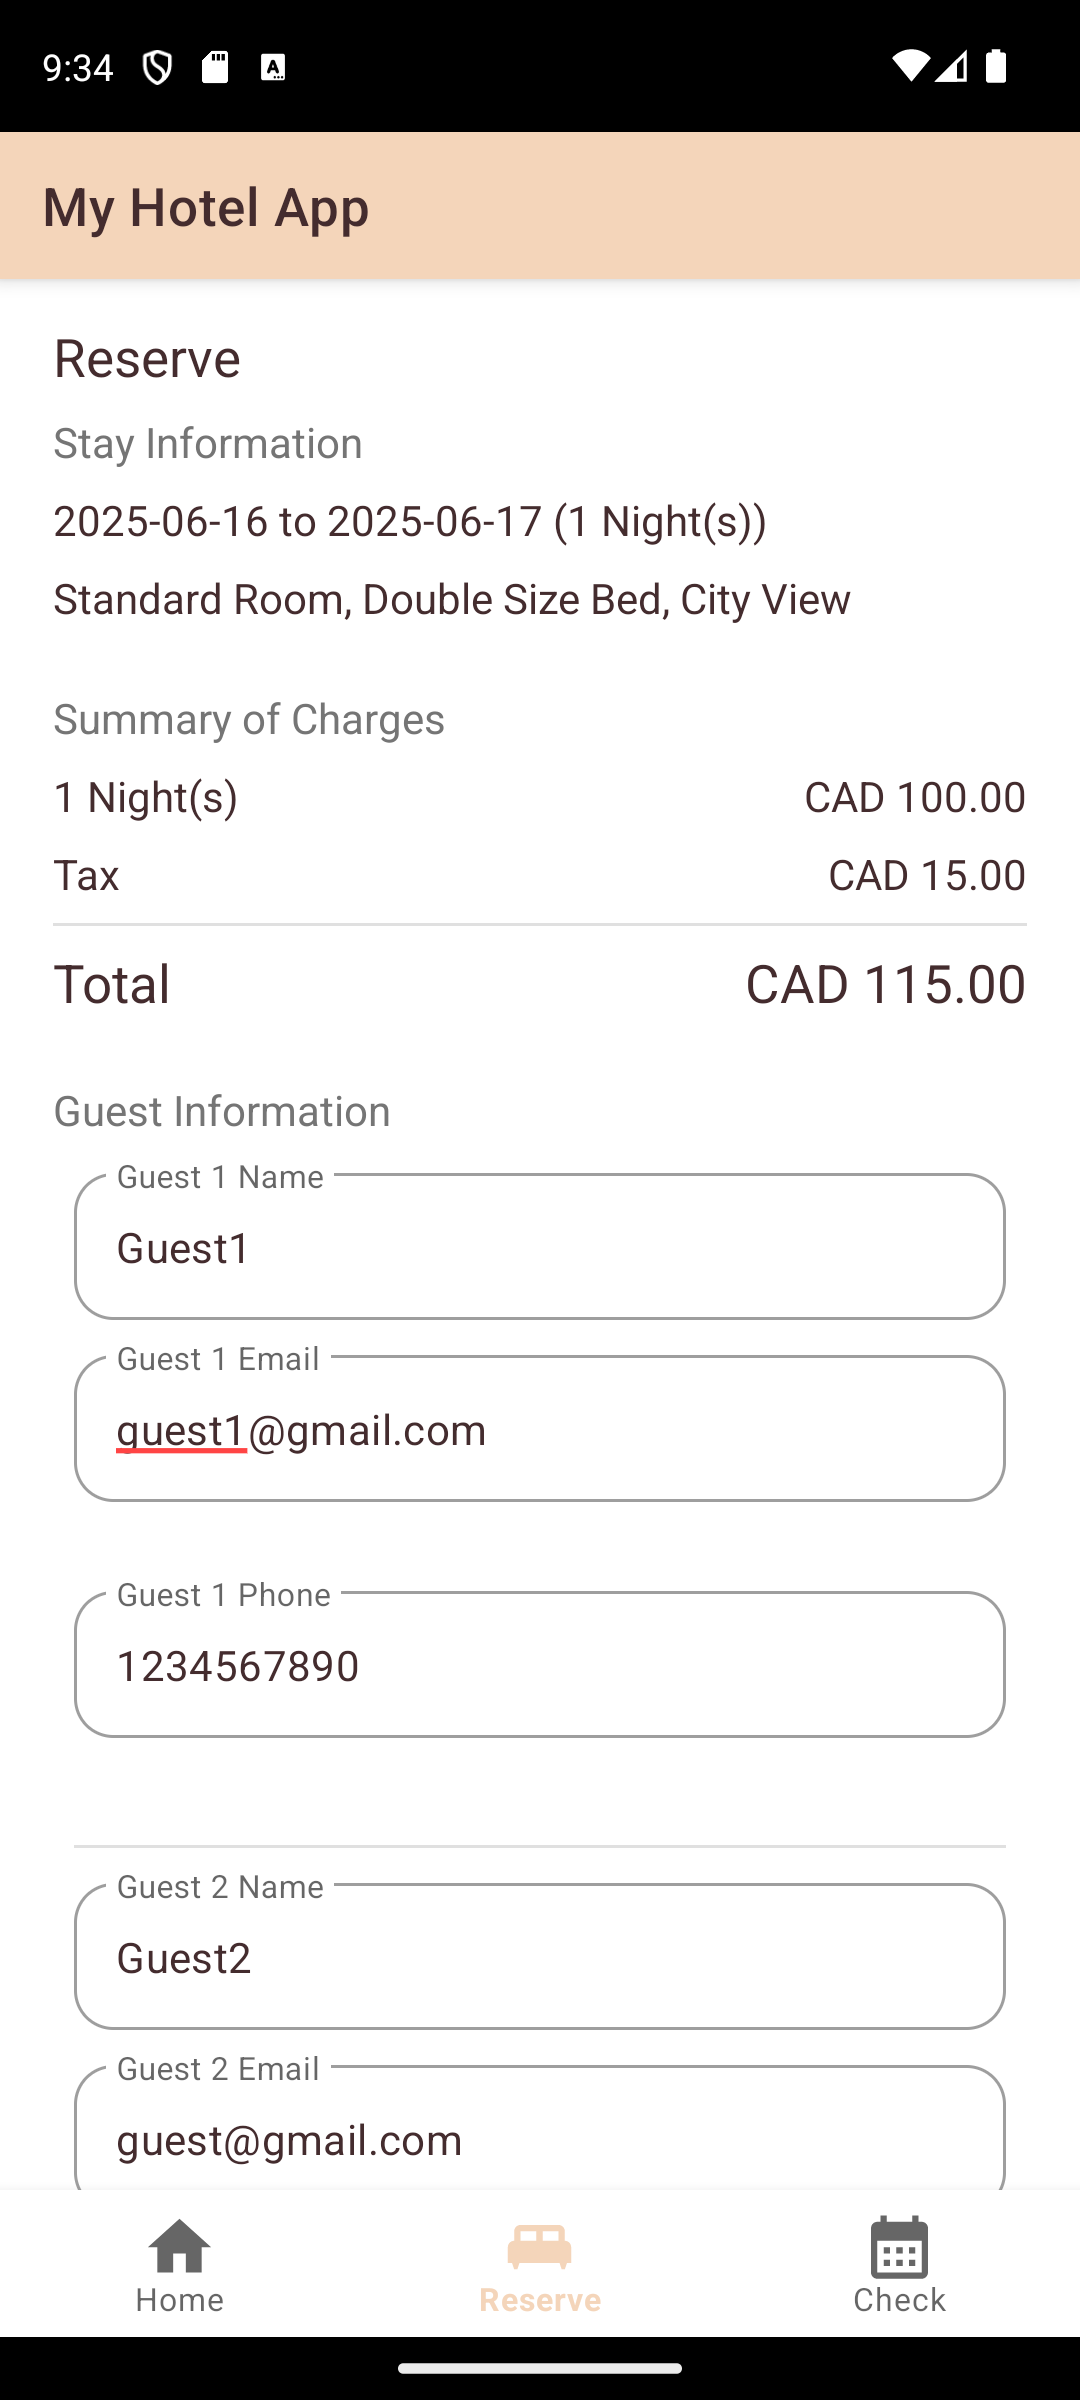 9:34
My Hotel App
Reserve
Stay Information
2025-06-16 to 2025-06-17 (1 Night(s))
Standard Room, Double Size Bed, City View
Summary of Charges
1 Night(s) CAD 100.00
Tax CAD 15.00
Total CAD 115.00
Guest Information
Guest 1 Name
Guest1
Guest 1 Email
guest1@gmail.com
Guest 1 Phone
1234567890
Guest 2 Name
Guest2
Guest 2 Email
guest@gmail.com
Home Reserve Check